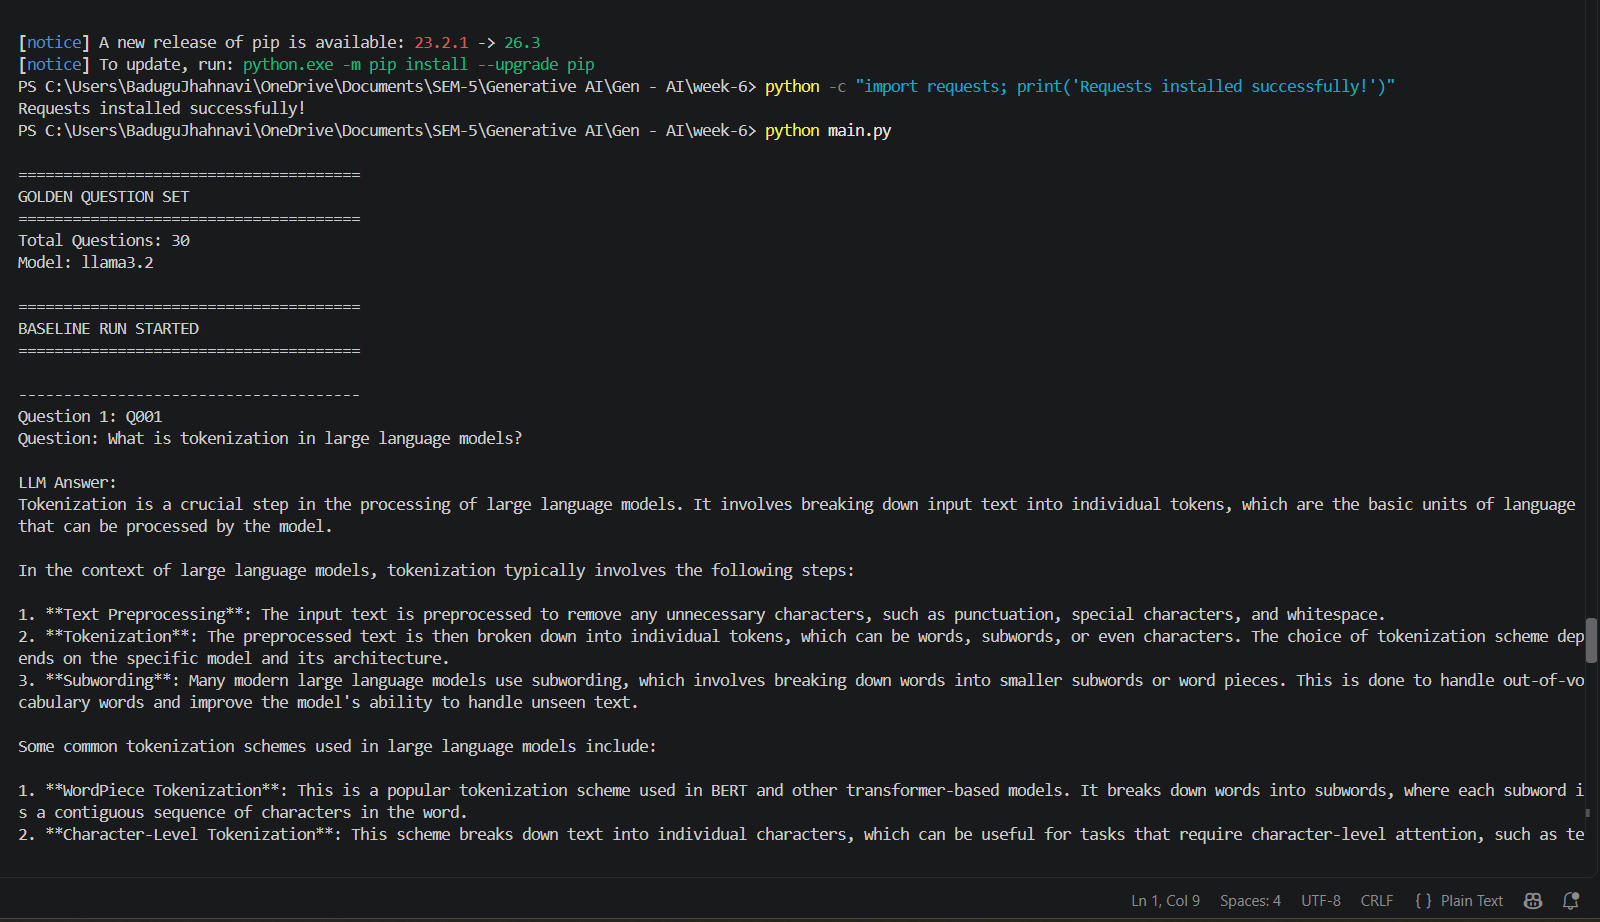 [notice] A new release of pip is available: 23.2.1 -> 26.3
[notice] To update, run: python.exe -m pip install --upgrade pip
PS C:\Users\BaduguJhahnavi\OneDrive\Documents\SEM-5\Generative AI\Gen - AI\week-6> python -c "import requests; print('Requests installed successfully!')"
Requests installed successfully!
PS C:\Users\BaduguJhahnavi\OneDrive\Documents\SEM-5\Generative AI\Gen - AI\week-6> python main.py
======================================
GOLDEN QUESTION SET
======================================
Total Questions: 30
Model: llama3.2
======================================
BASELINE RUN STARTED
======================================
--------------------------------------
Question 1: Q001
Question: What is tokenization in large language models?
LLM Answer:
Tokenization is a crucial step in the processing of large language models. It involves breaking down input text into individual tokens, which are the basic units of language
that can be processed by the model.
In the context of large language models, tokenization typically involves the following steps:
1. **Text Preprocessing**: The input text is preprocessed to remove any unnecessary characters, such as punctuation, special characters, and whitespace.
2. **Tokenization**: The preprocessed text is then broken down into individual tokens, which can be words, subwords, or even characters. The choice of tokenization scheme dep
ends on the specific model and its architecture.
3. **Subwording**: Many modern large language models use subwording, which involves breaking down words into smaller subwords or word pieces. This is done to handle out-of-vo
cabulary words and improve the model's ability to handle unseen text.
Some common tokenization schemes used in large language models include:
1. **WordPiece Tokenization**: This is a popular tokenization scheme used in BERT and other transformer-based models. It breaks down words into subwords, where each subword i
s a contiguous sequence of characters in the word.
2. **Character-Level Tokenization**: This scheme breaks down text into individual characters, which can be useful for tasks that require character-level attention, such as te
Ln 1, Col 9 Spaces: 4 UTF-8 CRLF { } Plain Text